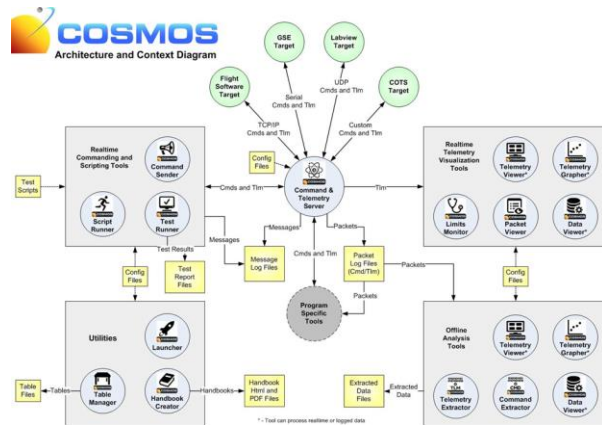 COSMOS
Architecture and Context Diagram
GSE
Target
Labview
Target
Flight
Software
Target
COTS
Target
Serial
Cmds and Tlm
UDP
Cmds and Tlm
TCP/IP
Cmds and Tlm
Custom
Cmds and Tlm
Realtime
Commanding and
Scripting Tools
Command
Sender
Script
Runner
Test
Runner
Test
Scripts
Config
Files
Cmds and Tlm
Command &
Telemetry
Server
Tlm
Realtime
Telemetry
Visualization
Tools
Telemetry
Viewer*
Telemetry
Grapher*
Limits
Monitor
Packet
Viewer
Data
Viewer*
Messages
Packets
Messages
Test Results
Test
Report
Files
Message
Log Files
Cmds and Tlm
Packet
Log Files
(Cmd/Tlm)
Packets
Packets
Config
Files
Config
Files
Program
Specific
Tools
Utilities
Launcher
Table
Manager
Handbook
Creator
Tables
Table
Files
Handbooks
Handbook
Html and
PDF Files
Offline
Analysis
Tools
Telemetry
Viewer*
Telemetry
Grapher*
Telemetry
Extractor
Command
Extractor
Data
Viewer*
Extracted
Data
Extracted
Data Files
* - Tool can process realtime or logged data